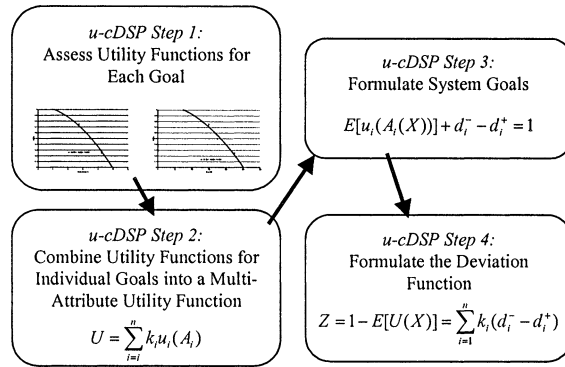 u-cDSP Step 1:
Assess Utility Functions for
Each Goal
u-cDSP Step 2:
Combine Utility Functions for
Individual Goals into a Multi-
Attribute Utility Function
U = \sum_{i=i}^{n} k_i u_i(A_i)
u-cDSP Step 3:
Formulate System Goals
E[u_i(A_i(X))] + d_i^- - d_i^+ = 1
u-cDSP Step 4:
Formulate the Deviation
Function
Z = 1 - E[U(X)] = \sum_{i=1}^{n} k_i(d_i^- - d_i^+)